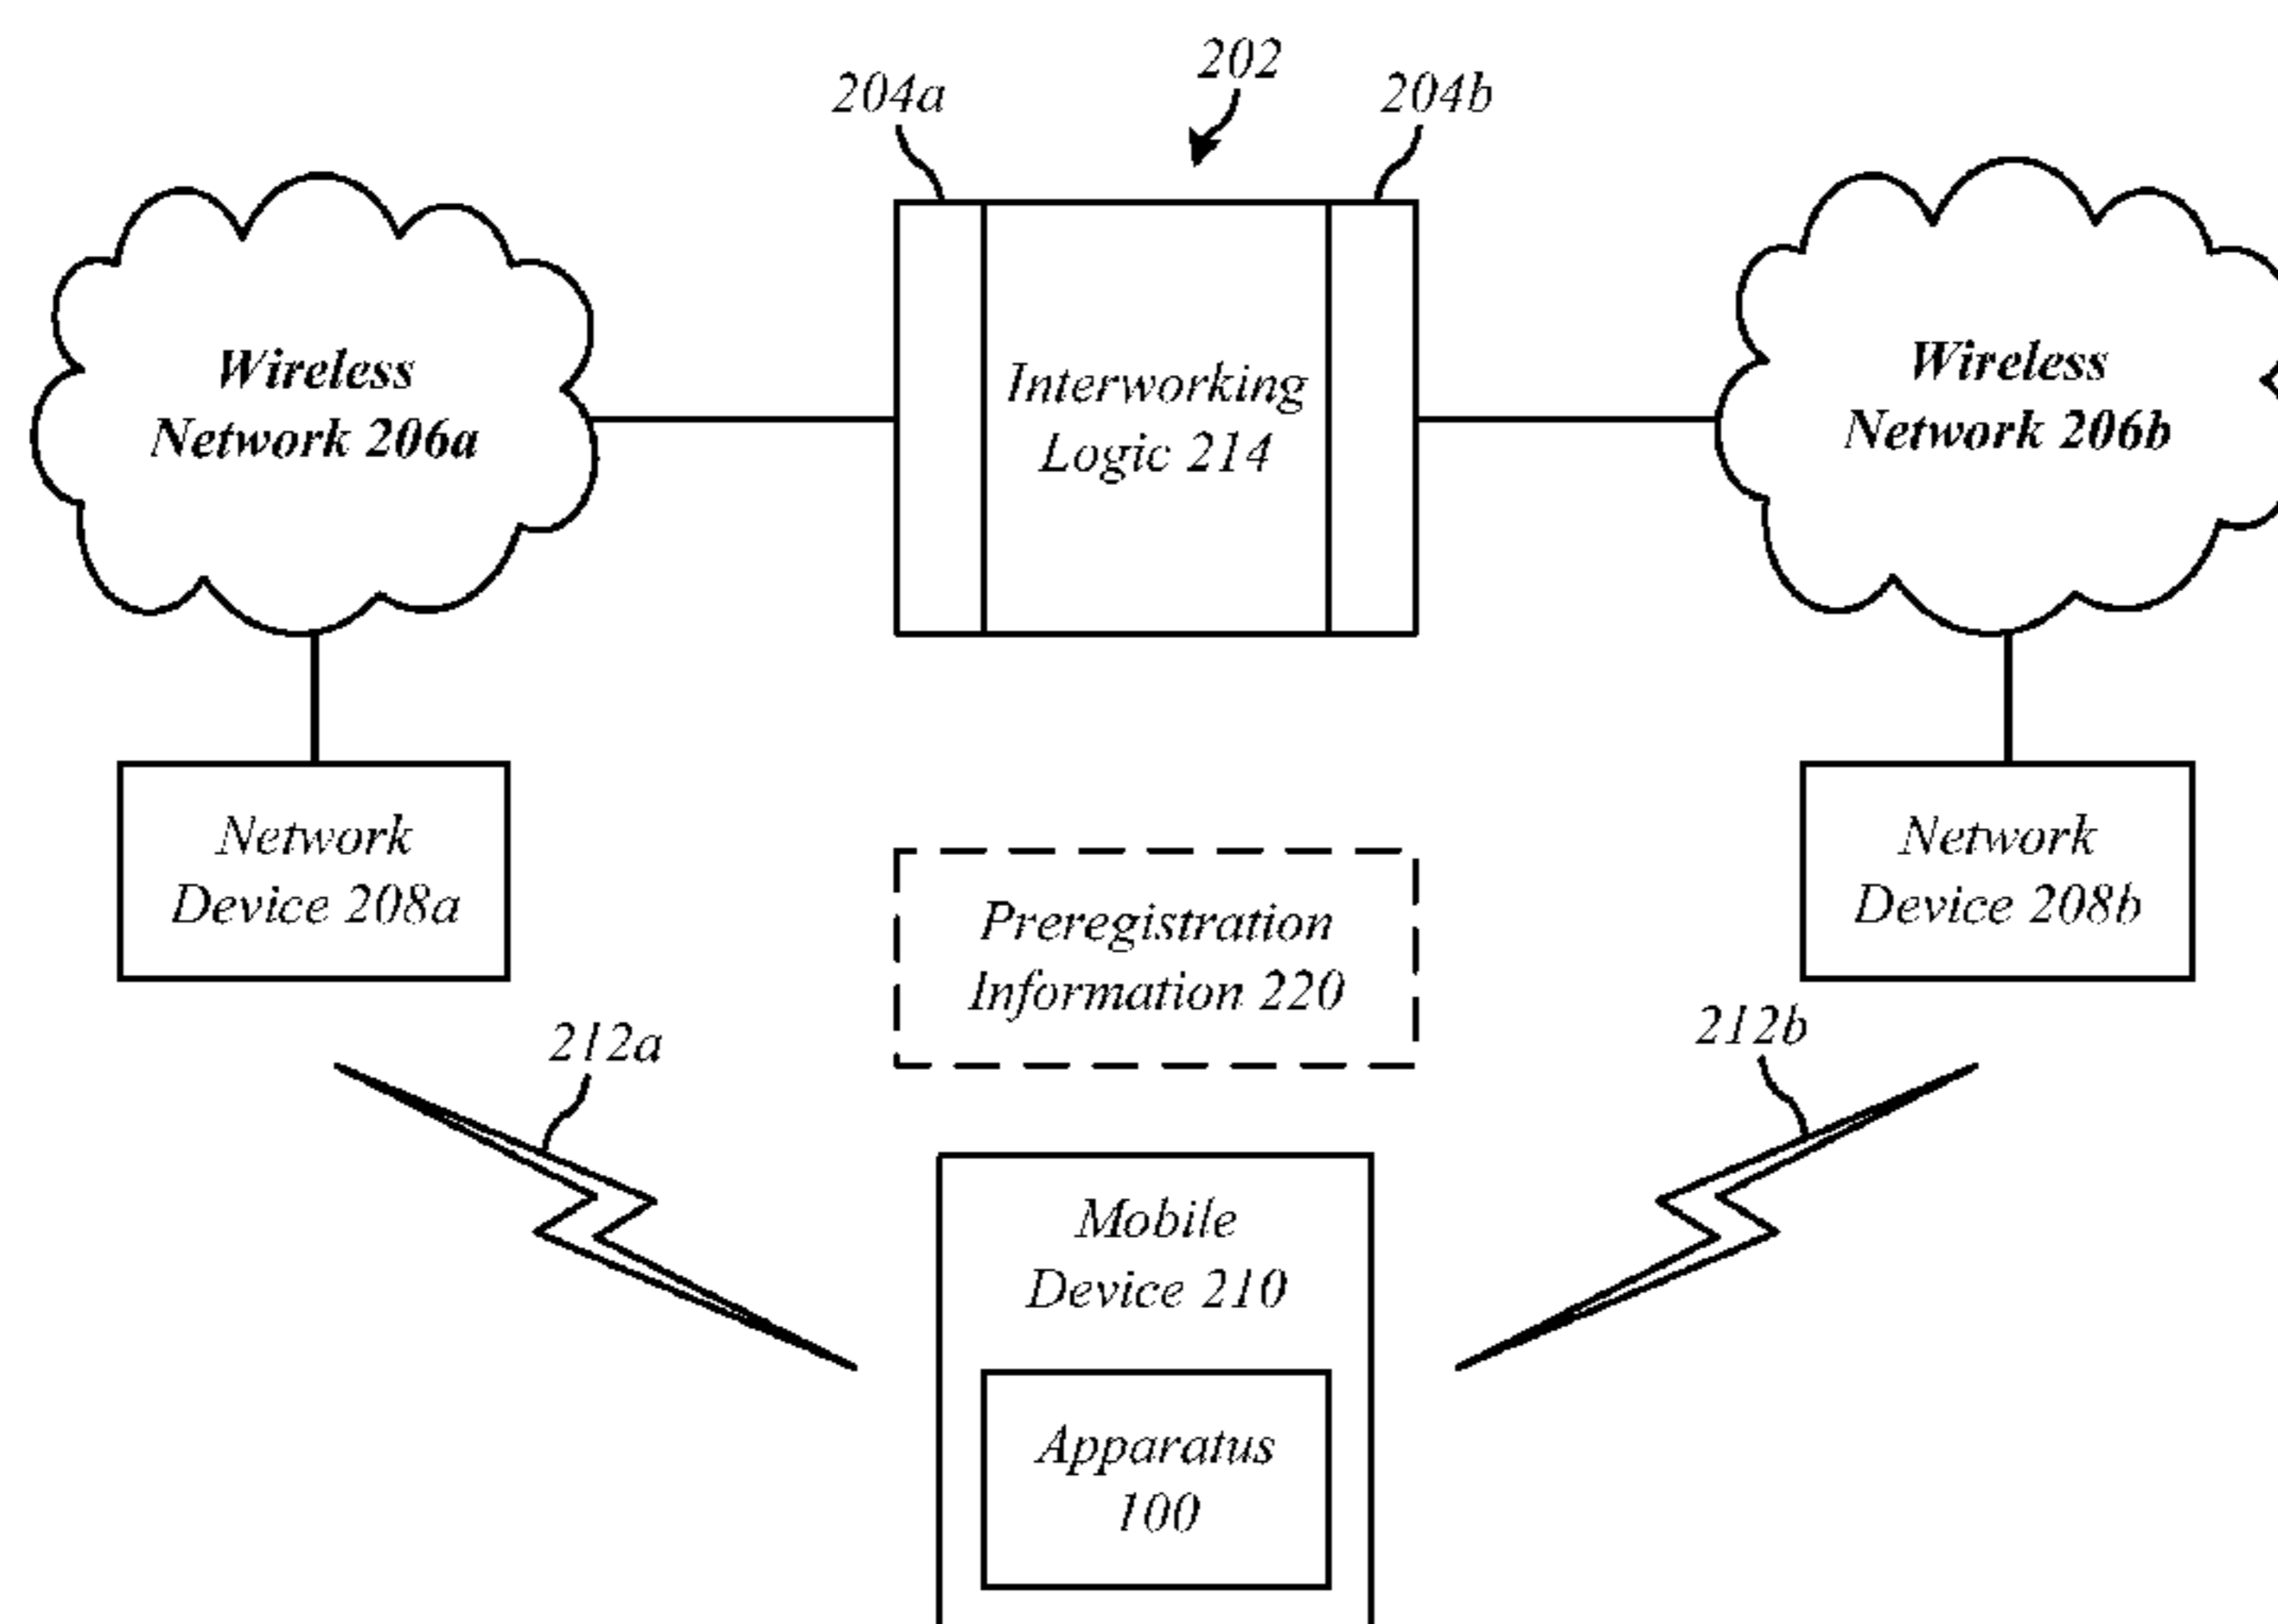 202
204a
204b
Wireless
Network 206a
Interworking
Logic 214
Wireless
Network 206b
Network
Device 208a
Preregistration
Information 220
Network
Device 208b
212a
212b
Mobile
Device 210
Apparatus
100